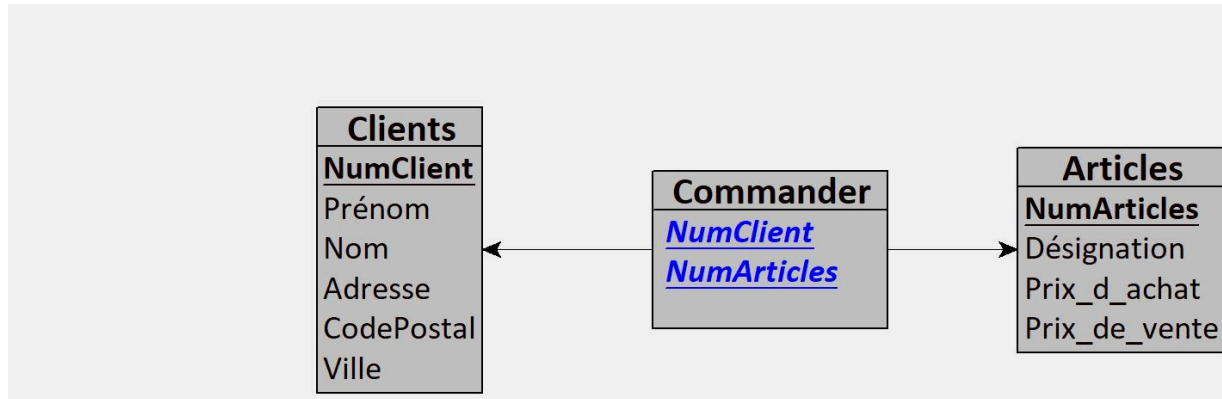 Clients
NumClient
Prénom
Nom
Adresse
CodePostal
Ville
Commander
NumClient
NumArticles
Articles
NumArticles
Désignation
Prix_d_achat
Prix_de_vente